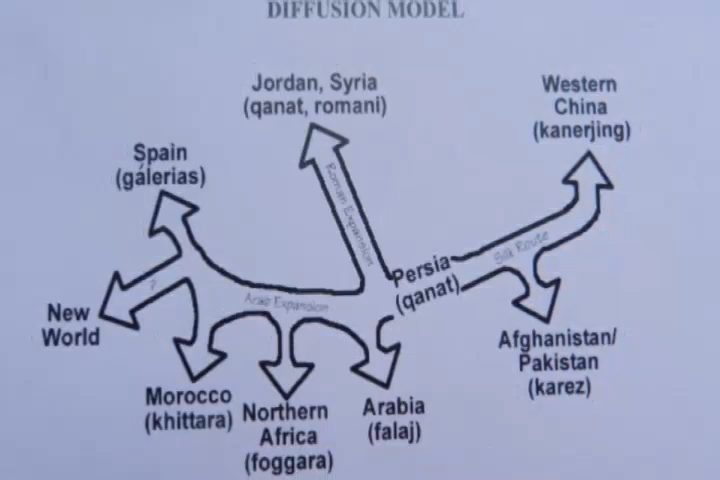 DIFFUSION MODEL
Jordan, Syria
(qanat, romani)
Western
China
(kanerjing)
Spain
(gálerias)
Roman Expansion
Silk Route
Persia
(qanat)
?
Arab Expansion
New
World
Afghanistan/
Pakistan
(karez)
Morocco
(khittara)
Northern
Africa
(foggara)
Arabia
(falaj)